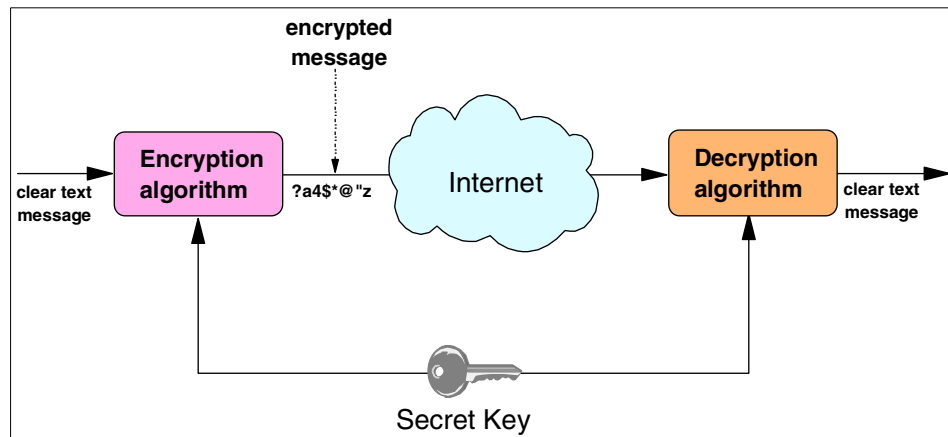 encrypted
message
clear text
message
Encryption
algorithm
?a4$*@"z
Internet
Decryption
algorithm
clear text
message
Secret Key